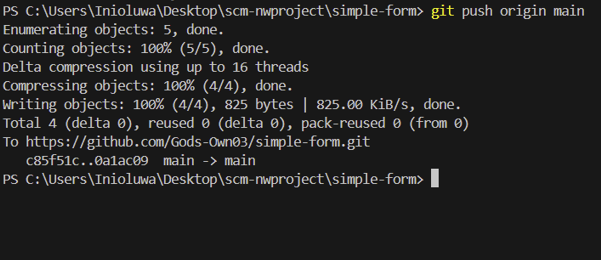 PS C:\Users\Inioluwa\Desktop\scm-nwproject\simple-form> git push origin main
Enumerating objects: 5, done.
Counting objects: 100% (5/5), done.
Delta compression using up to 16 threads
Compressing objects: 100% (4/4), done.
Writing objects: 100% (4/4), 825 bytes | 825.00 KiB/s, done.
Total 4 (delta 0), reused 0 (delta 0), pack-reused 0 (from 0)
To https://github.com/Gods-Own03/simple-form.git
   c85f51c..0a1ac09  main -> main
PS C:\Users\Inioluwa\Desktop\scm-nwproject\simple-form>